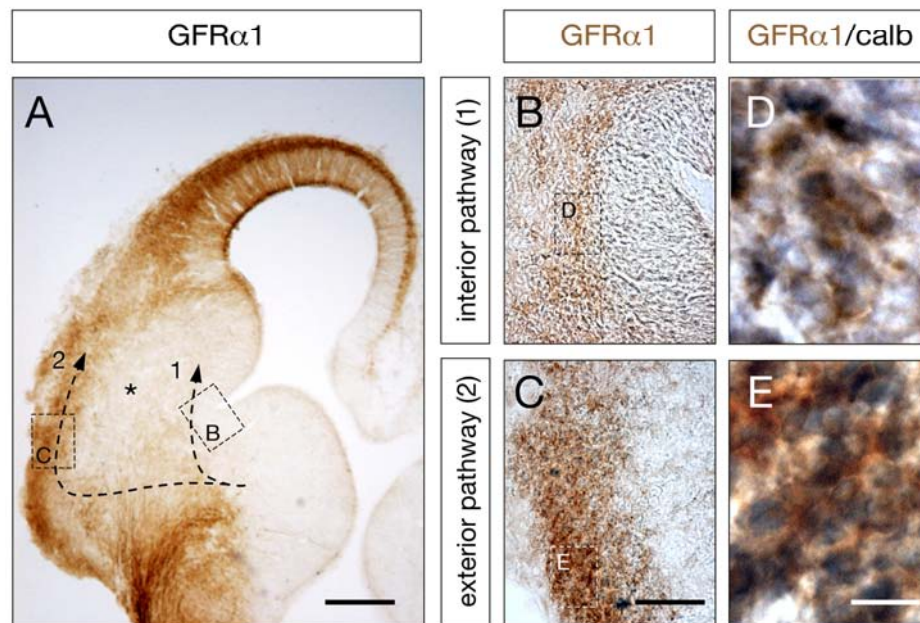 GFRα1
GFRα1
GFRα1/calb
A
2
*
1
C
B
interior pathway (1)
B
D
D
exterior pathway (2)
C
E
E